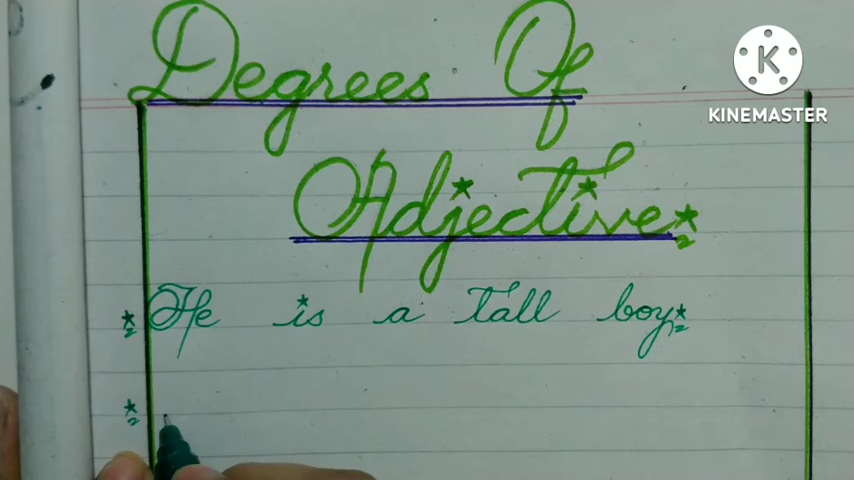 Degrees Of
KINEMASTER
Adjective
He is a tall boy